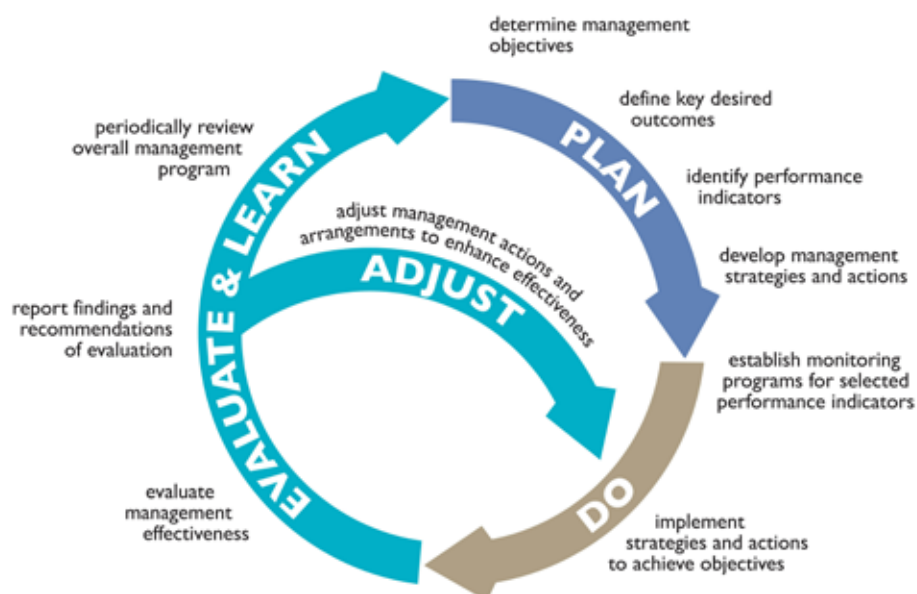 determine management
objectives
define key desired
outcomes
PLAN
identify performance
indicators
develop management
strategies and actions
establish monitoring
programs for selected
performance indicators
DO
implement
strategies and actions
to achieve objectives
evaluate
management
effectiveness
EVALUATE & LEARN
report findings and
recommendations
of evaluation
periodically review
overall management
program
adjust management actions and
arrangements to enhance effectiveness
ADJUST